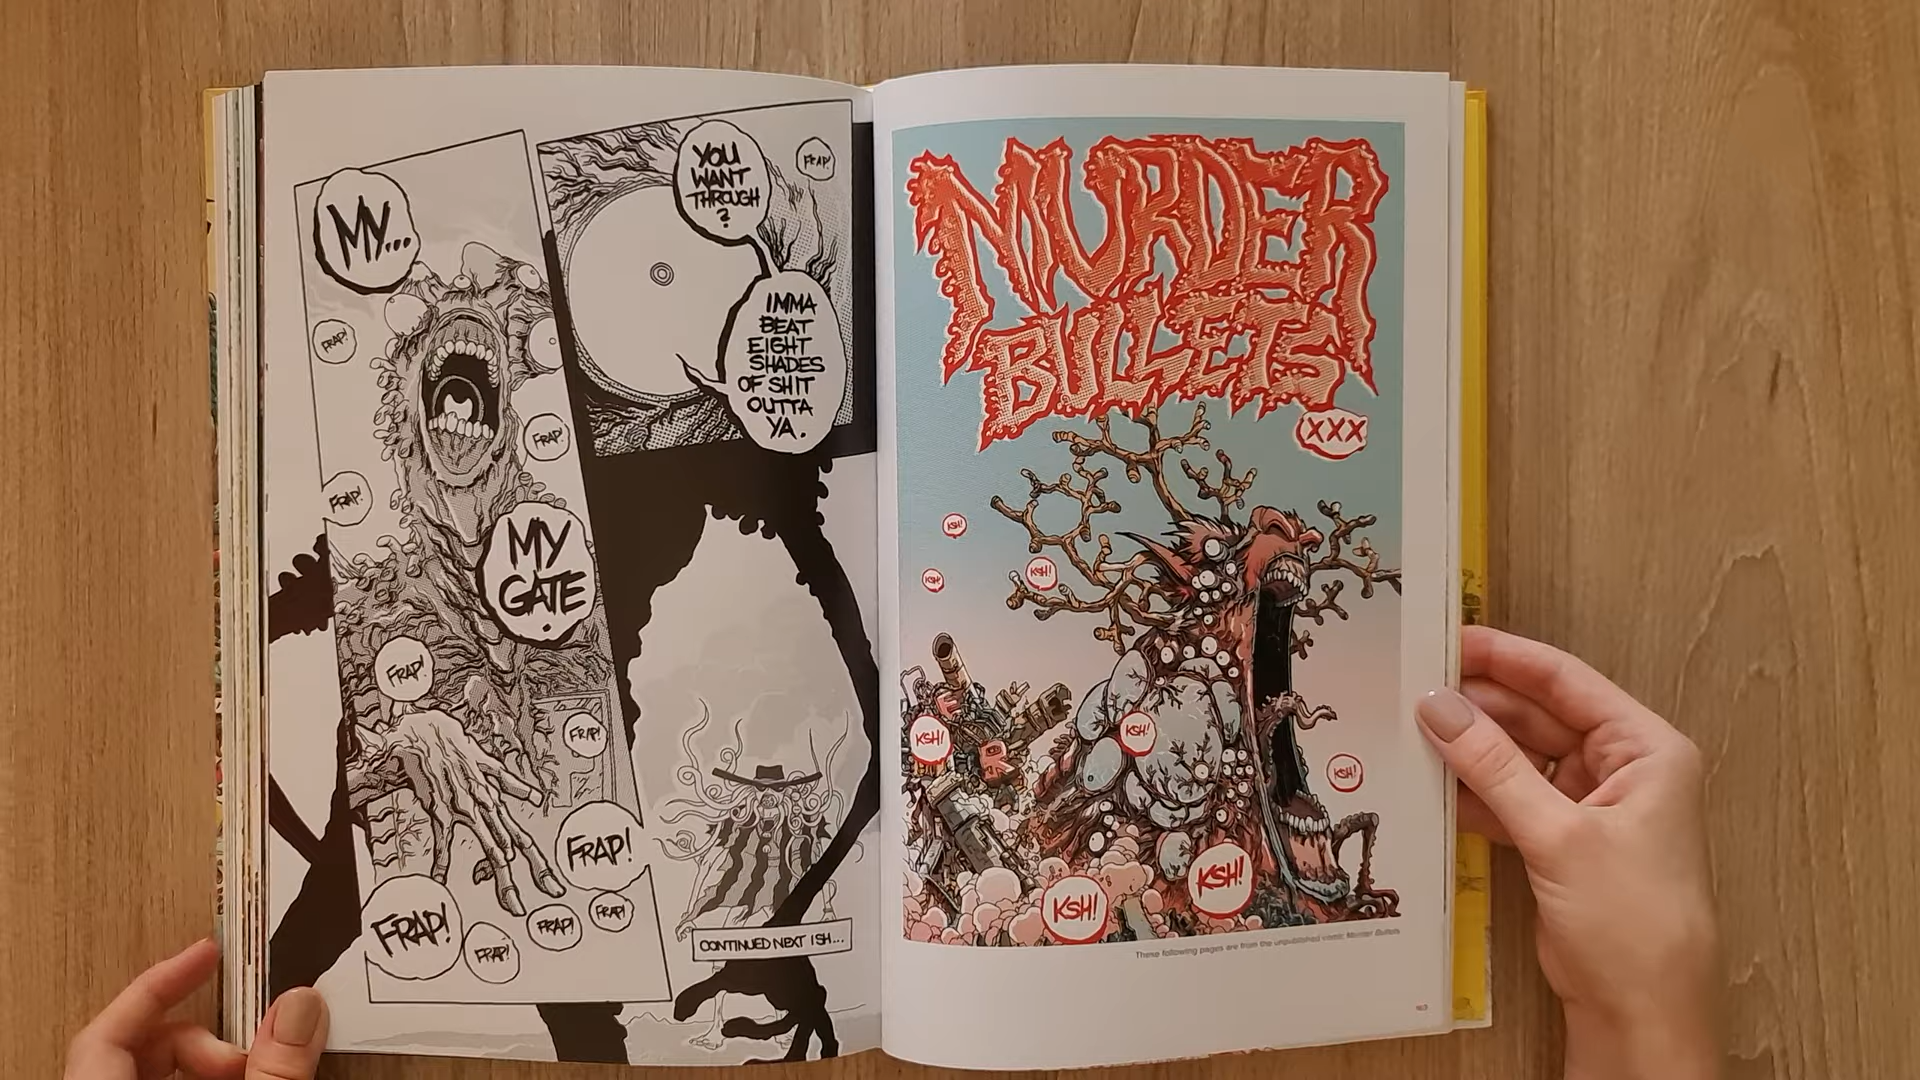 MY...
FRAP!
FRAP!
FRAP!
MY
GATE.
FRAP!
FRAP!
FRAP!
FRAP!
FRAP!
FRAP!
FRAP!
YOU
WANT
THROUGH
?
FRAP!
IMMA
BEAT
EIGHT
SHADES
OF SHIT
OUTTA
YA.
CONTINUED NEXT ISH...
MURDER
BULLETS
XXX
KSH!
KSH!
KSH!
KSH!
KSH!
KSH!
KSH!
KSH!
These following pages are from the unpublished comic Murder Bullets